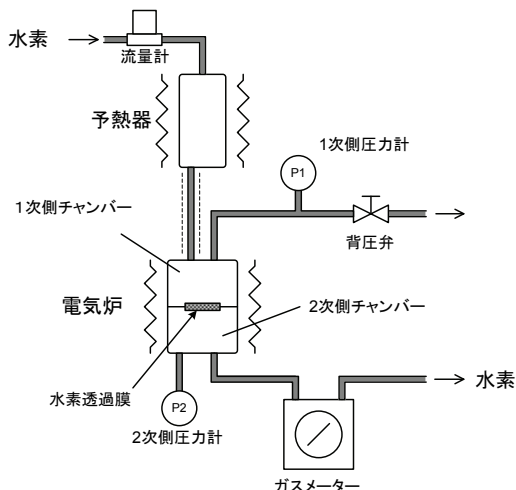 水素
流量計
予熱器
1次側圧力計
P1
1次側チャンバー
背圧弁
電気炉
2次側チャンバー
水素透過膜
P2
2次側圧力計
水素
ガスメーター